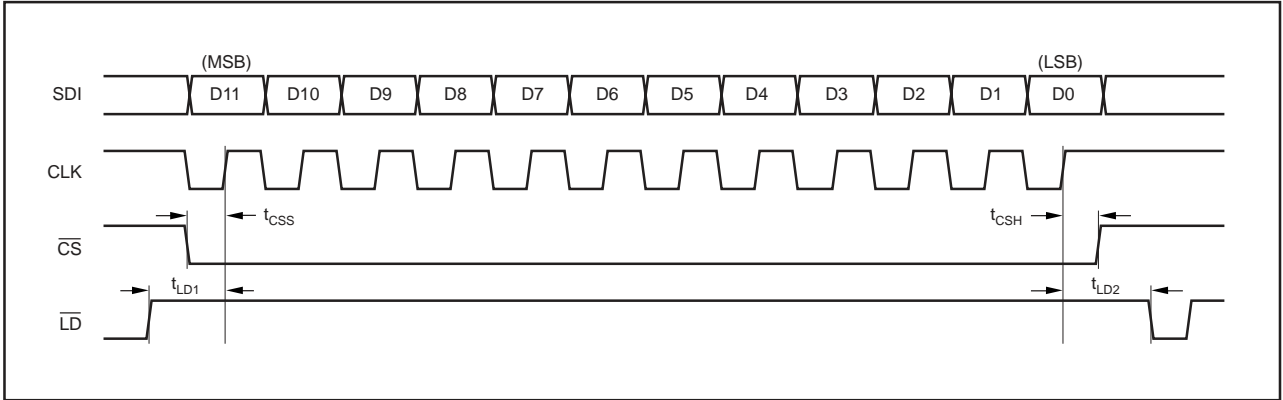 (MSB) (LSB)
SDI D11 D10 D9 D8 D7 D6 D5 D4 D3 D2 D1 D0
CLK
tCSS tCSH
CS
tLD1 tLD2
LD